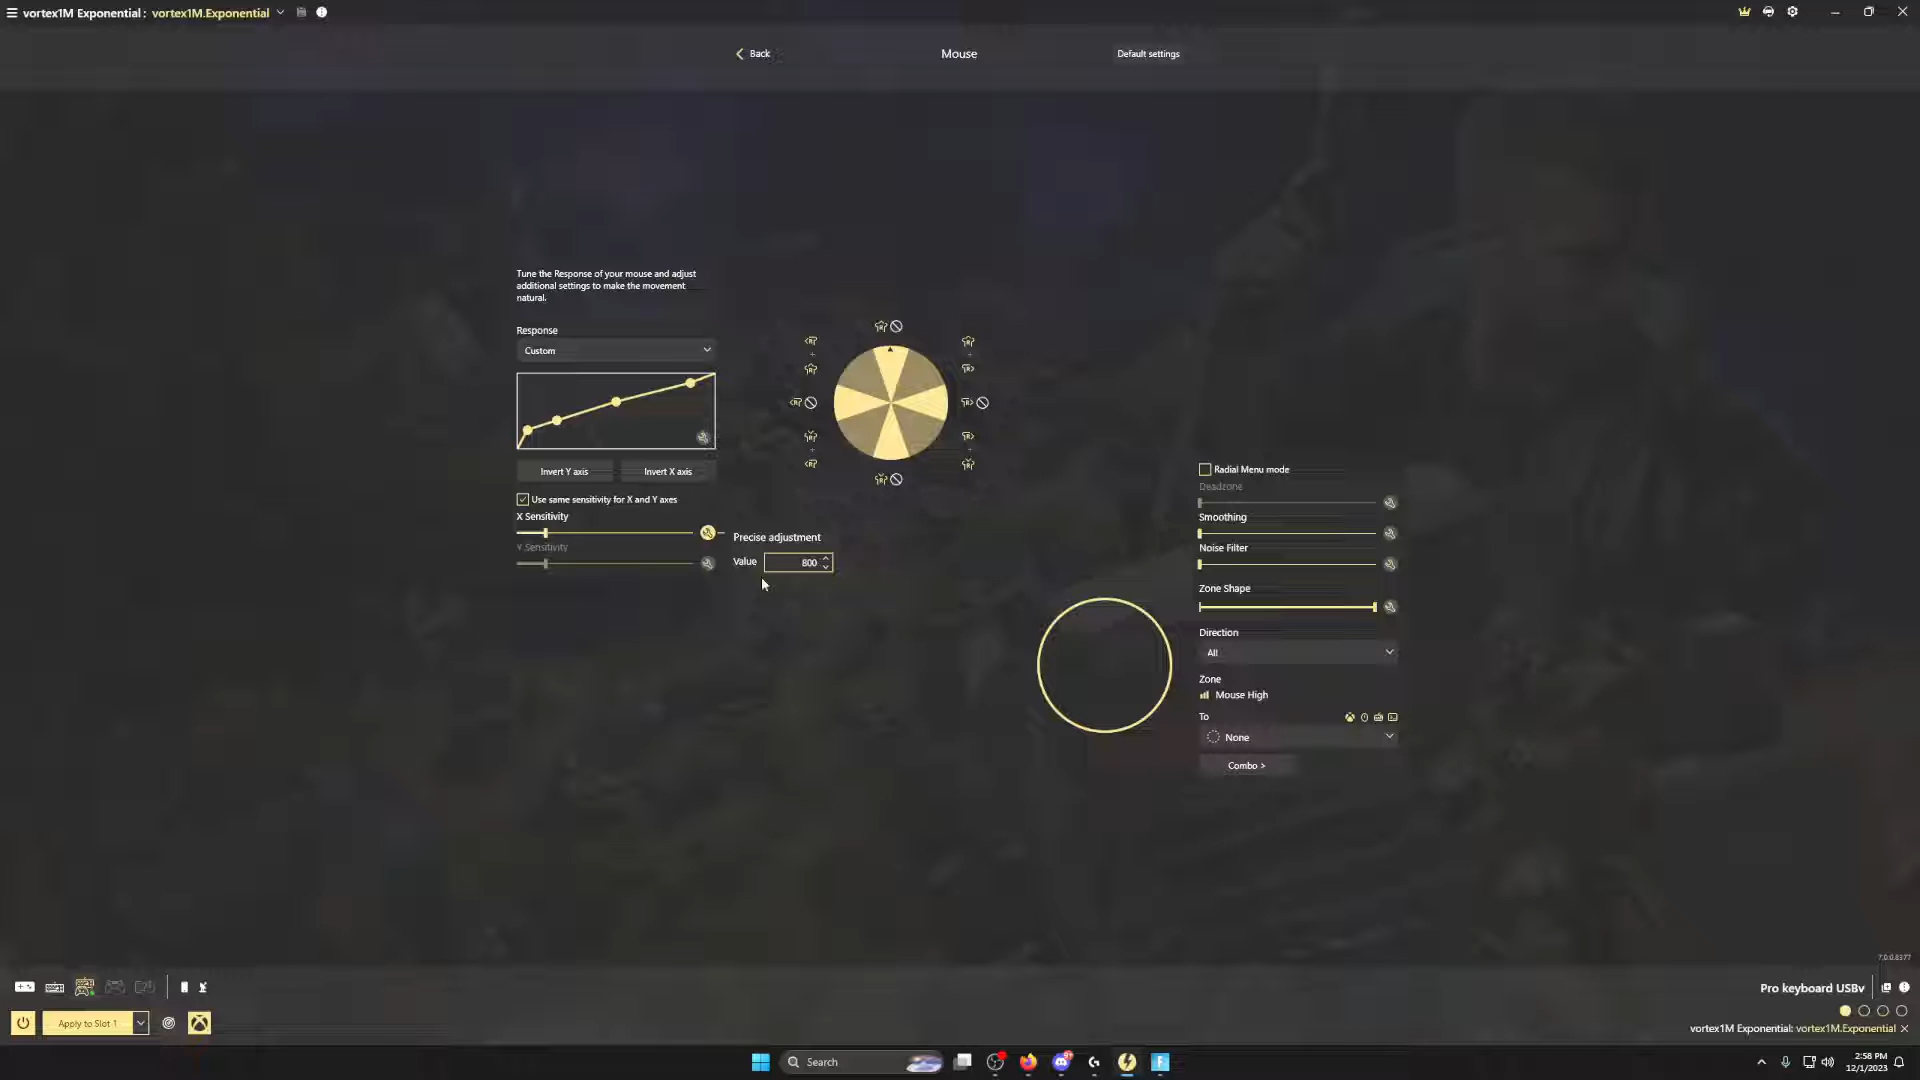 vortex1M Exponential : vortex1M.Exponential
Back
Mouse
Default settings
Tune the Response of your mouse and adjust
additional settings to make the movement
natural.
Response
Custom
Invert Y axis
Invert X axis
Use same sensitivity for X and Y axes
X Sensitivity
Y Sensitivity
Precise adjustment
Value 800
Radial Menu mode
Deadzone
Smoothing
Noise Filter
Zone Shape
Direction
All
Zone
Mouse High
To
None
Combo >
7.0.0.8377
Pro keyboard USBv
Apply to Slot 1
vortex1M Exponential: vortex1M.Exponential
Search
2:58 PM
12/1/2023